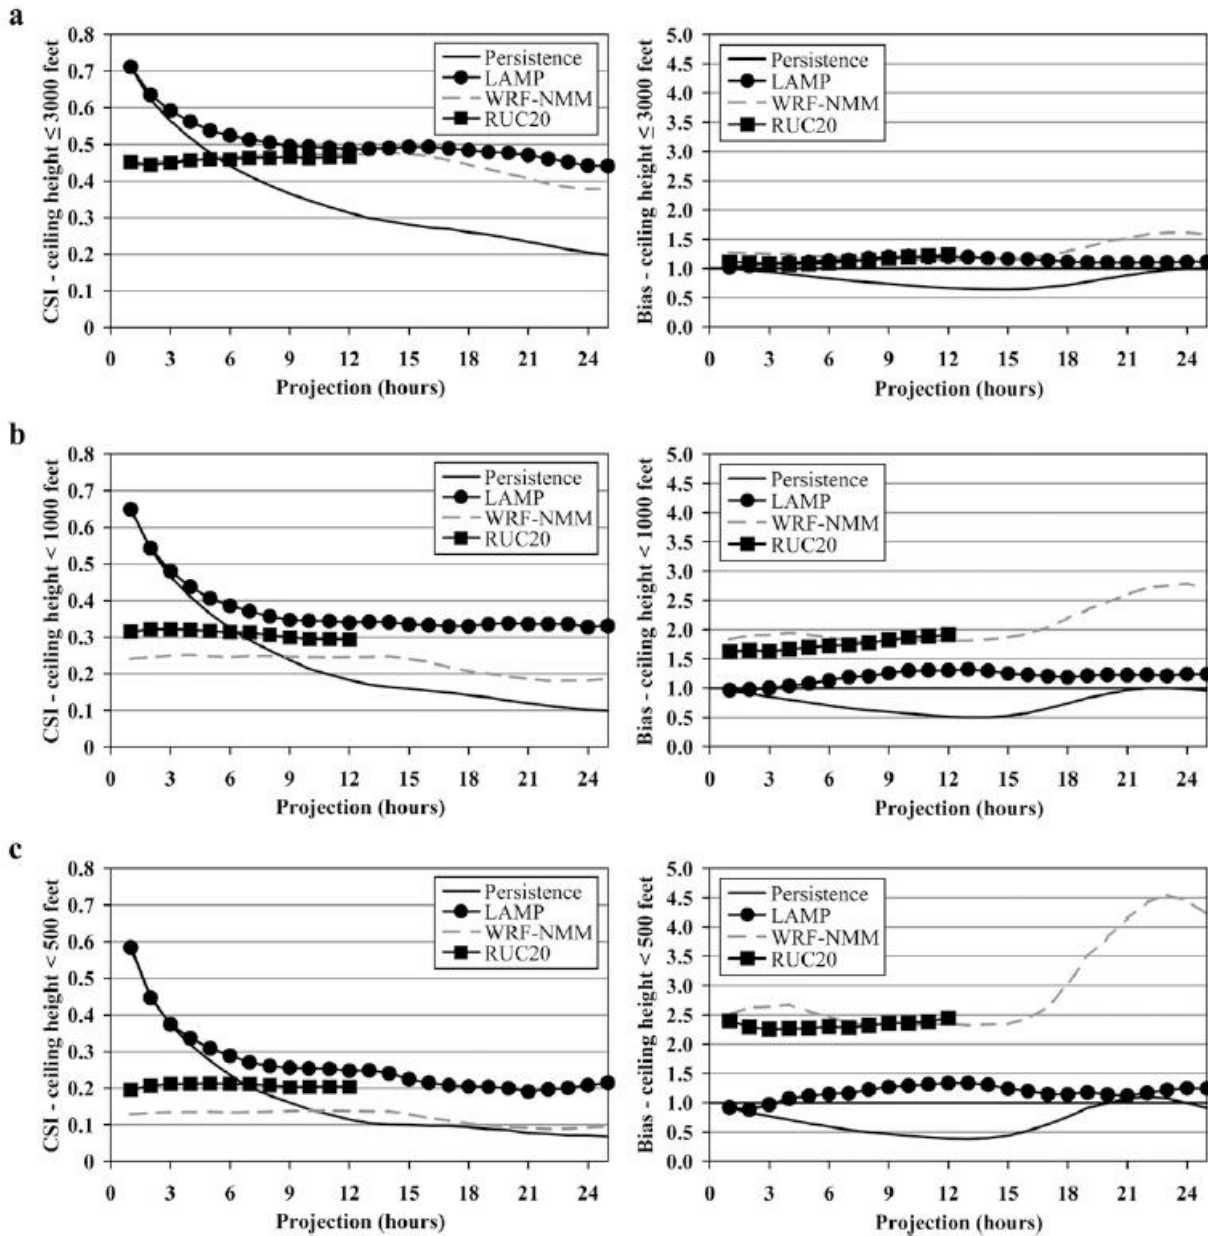 a
CSI - ceiling height ≤ 3000 feet
0.8
0.7
0.6
0.5
0.4
0.3
0.2
0.1
0
Persistence
LAMP
WRF-NMM
RUC20
0 3 6 9 12 15 18 21 24
Projection (hours)
Bias - ceiling height ≤ 3000 feet
5.0
4.5
4.0
3.5
3.0
2.5
2.0
1.5
1.0
0.5
0.0
Persistence
LAMP
WRF-NMM
RUC20
0 3 6 9 12 15 18 21 24
Projection (hours)
b
CSI - ceiling height < 1000 feet
0.8
0.7
0.6
0.5
0.4
0.3
0.2
0.1
0
Persistence
LAMP
WRF-NMM
RUC20
0 3 6 9 12 15 18 21 24
Projection (hours)
Bias - ceiling height < 1000 feet
5.0
4.5
4.0
3.5
3.0
2.5
2.0
1.5
1.0
0.5
0.0
Persistence
LAMP
WRF-NMM
RUC20
0 3 6 9 12 15 18 21 24
Projection (hours)
c
CSI - ceiling height < 500 feet
0.8
0.7
0.6
0.5
0.4
0.3
0.2
0.1
0
Persistence
LAMP
WRF-NMM
RUC20
0 3 6 9 12 15 18 21 24
Projection (hours)
Bias - ceiling height < 500 feet
5.0
4.5
4.0
3.5
3.0
2.5
2.0
1.5
1.0
0.5
0.0
Persistence
LAMP
WRF-NMM
RUC20
0 3 6 9 12 15 18 21 24
Projection (hours)